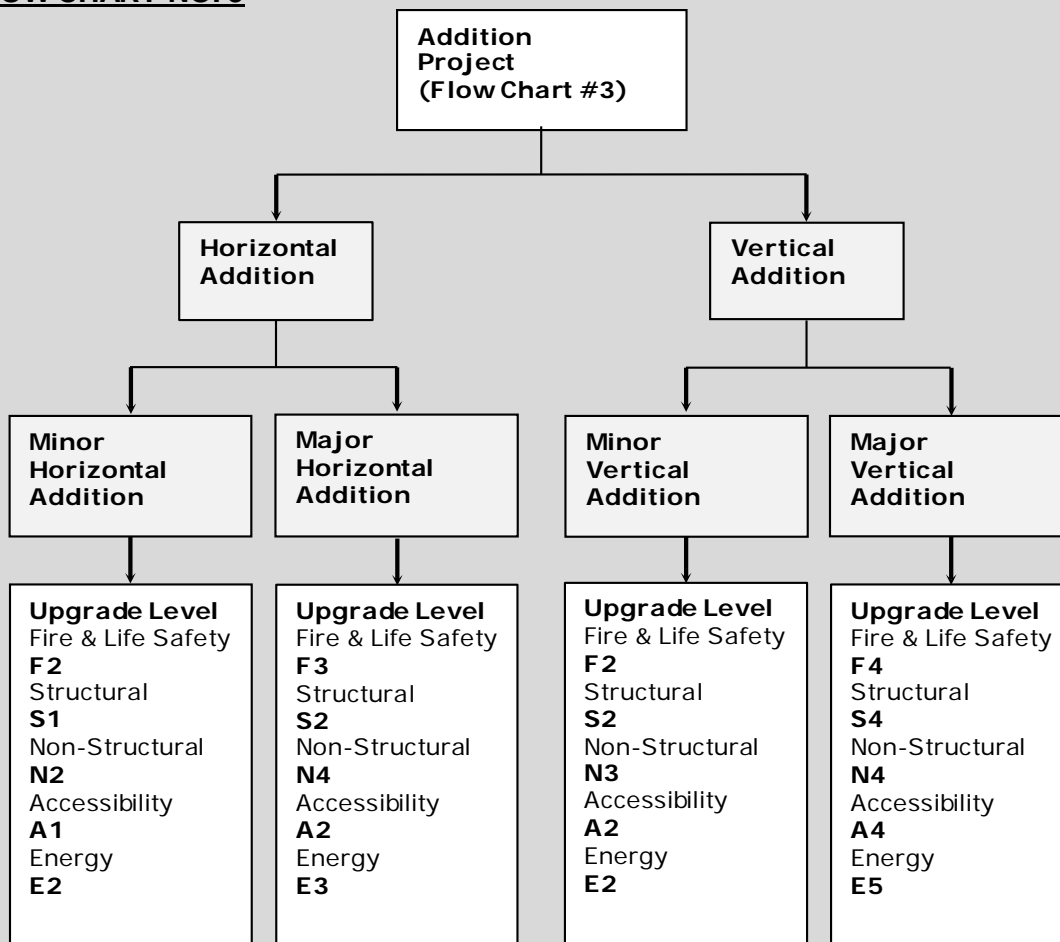 Addition
Project
(Flow Chart #3)
Horizontal
Addition
Vertical
Addition
Minor
Horizontal
Addition
Major
Horizontal
Addition
Minor
Vertical
Addition
Major
Vertical
Addition
Upgrade Level
Fire & Life Safety
F2
Structural
S1
Non-Structural
N2
Accessibility
A1
Energy
E2
Upgrade Level
Fire & Life Safety
F3
Structural
S2
Non-Structural
N4
Accessibility
A2
Energy
E3
Upgrade Level
Fire & Life Safety
F2
Structural
S2
Non-Structural
N3
Accessibility
A2
Energy
E2
Upgrade Level
Fire & Life Safety
F4
Structural
S4
Non-Structural
N4
Accessibility
A4
Energy
E5